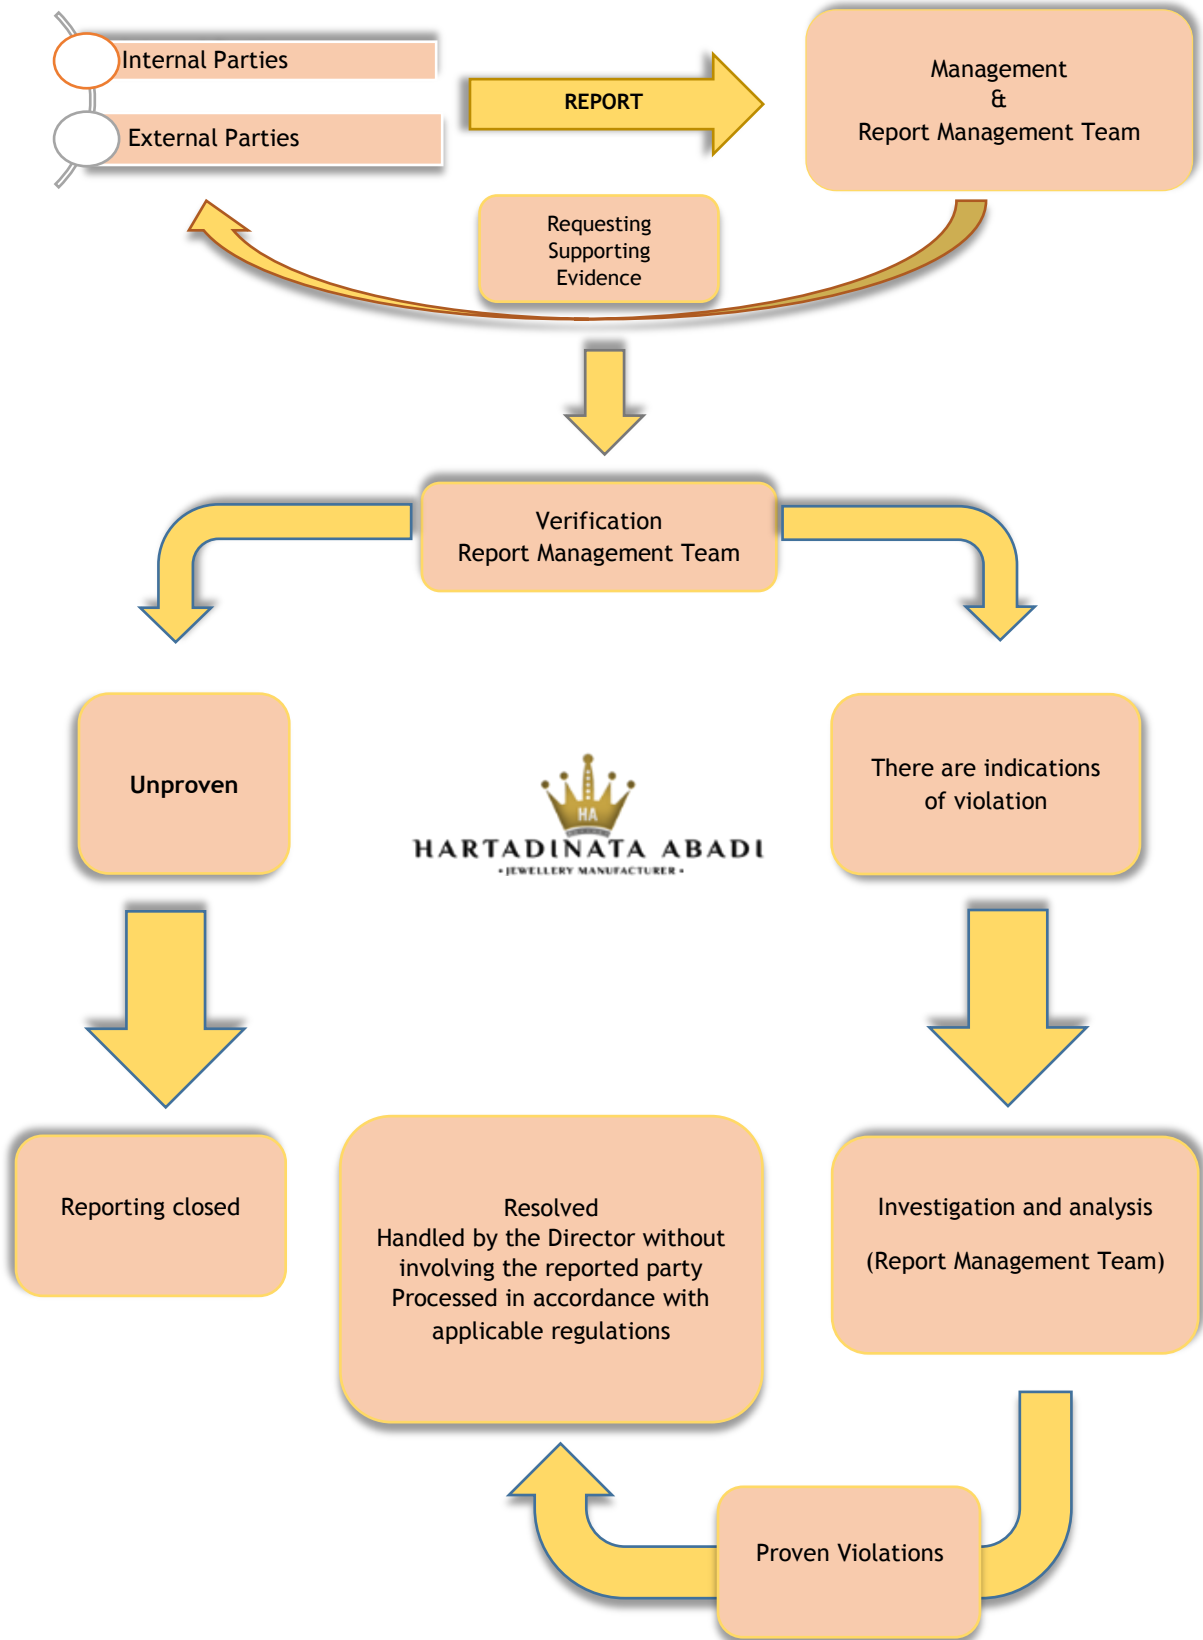 Internal Parties
External Parties
REPORT
Management
&
Report Management Team
Requesting
Supporting
Evidence
Verification
Report Management Team
Unproven
There are indications
of violation
HA
HARTADINATA ABADI
• JEWELLERY MANUFACTURER •
Reporting closed
Resolved
Handled by the Director without
involving the reported party
Processed in accordance with
applicable regulations
Investigation and analysis
(Report Management Team)
Proven Violations